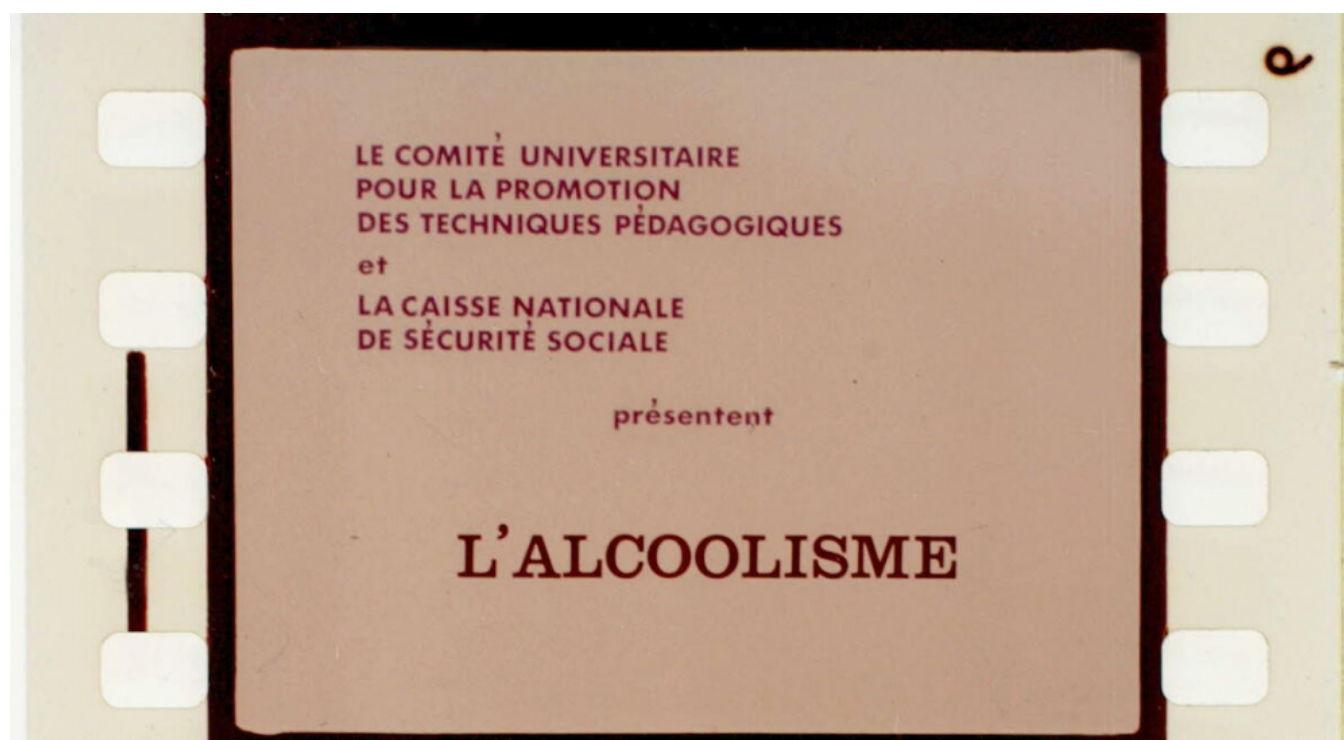 LE COMITÉ UNIVERSITAIRE
POUR LA PROMOTION
DES TECHNIQUES PÉDAGOGIQUES
et
LA CAISSE NATIONALE
DE SÉCURITÉ SOCIALE
présentent
L'ALCOOLISME